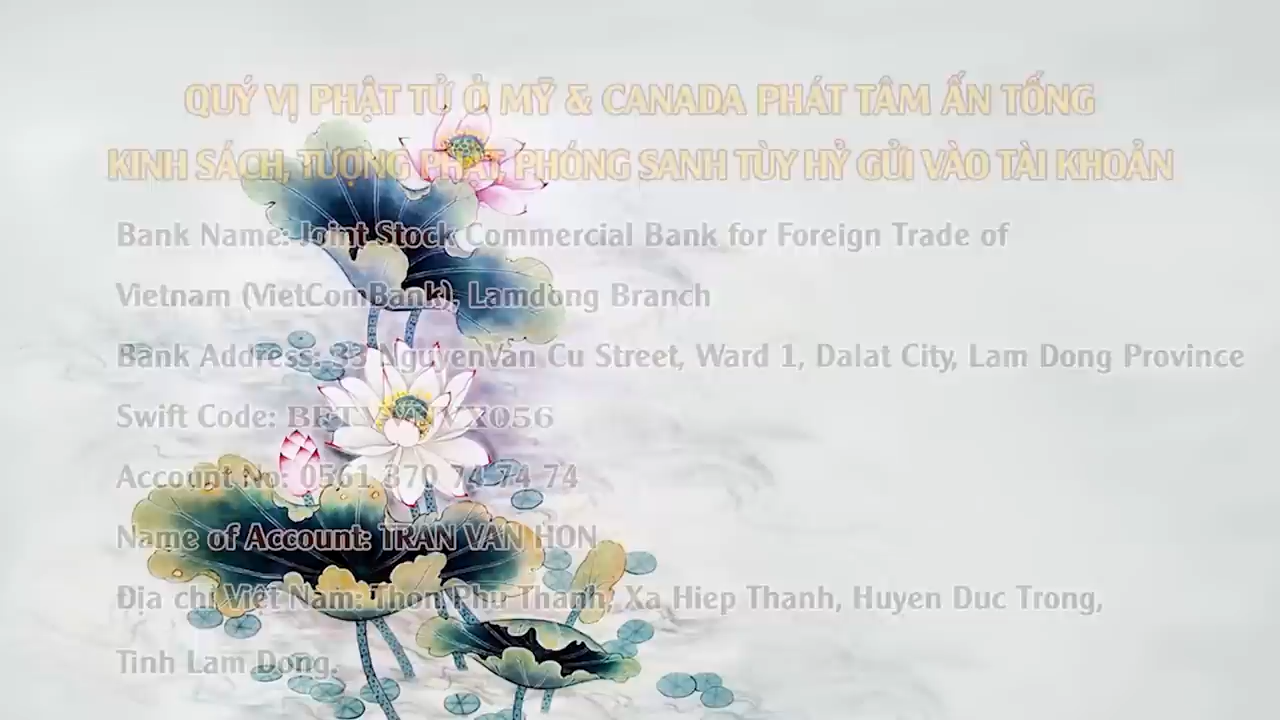 QUÝ VỊ PHẬT TỬ Ở MỸ & CANADA PHÁT TÂM ẤN TỐNG
KINH SÁCH, TƯỢNG PHẬT, PHÓNG SANH TÙY HỶ GỬI VÀO TÀI KHOẢN
Bank Name: Joint Stock Commercial Bank for Foreign Trade of
Vietnam (VietComBank), Lamdong Branch
Bank Address: 33 NguyenVan Cu Street, Ward 1, Dalat City, Lam Dong Province
Swift Code: BFTVVNVX056
Account No: 0561 370 74 74 74
Name of Account: TRAN VAN HON
Địa chỉ Việt Nam: Thon Phu Thanh, Xa Hiep Thanh, Huyen Duc Trong,
Tinh Lam Dong.